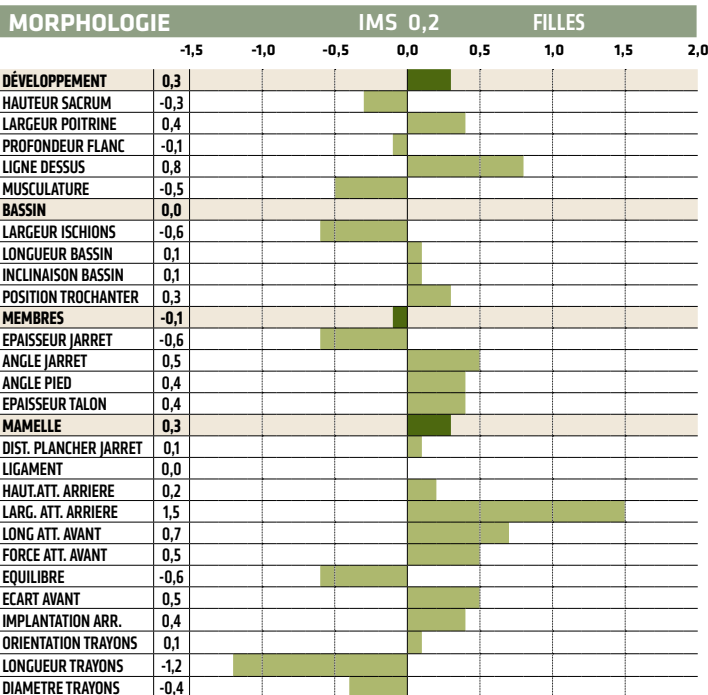 MORPHOLOGIE IMS 0,2 FILLES
-1,5 -1,0 -0,5 0,0 0,5 1,0 1,5 2,0
DÉVELOPPEMENT 0,3
HAUTEUR SACRUM -0,3
LARGEUR POITRINE 0,4
PROFONDEUR FLANC -0,1
LIGNE DESSUS 0,8
MUSCULATURE -0,5
BASSIN 0,0
LARGEUR ISCHIONS -0,6
LONGUEUR BASSIN 0,1
INCLINAISON BASSIN 0,1
POSITION TROCHANTER 0,3
MEMBRES -0,1
EPAISSEUR JARRET -0,6
ANGLE JARRET 0,5
ANGLE PIED 0,4
EPAISSEUR TALON 0,4
MAMELLE 0,3
DIST. PLANCHER JARRET 0,1
LIGAMENT 0,0
HAUT.ATT. ARRIERE 0,2
LARG. ATT. ARRIERE 1,5
LONG ATT. AVANT 0,7
FORCE ATT. AVANT 0,5
EQUILIBRE -0,6
ECART AVANT 0,5
IMPLANTATION ARR. 0,4
ORIENTATION TRAYONS 0,1
LONGUEUR TRAYONS -1,2
DIAMETRE TRAYONS -0,4